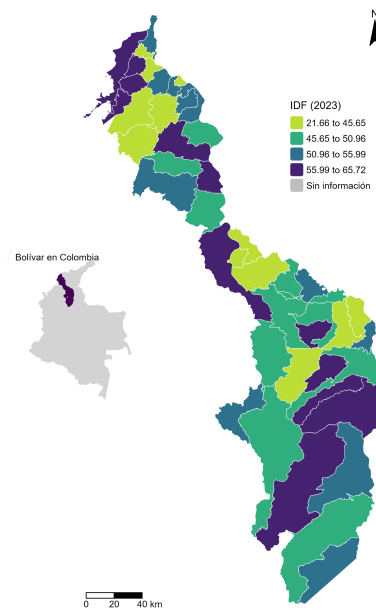 N
IDF (2023)
21.66 to 45.65
45.65 to 50.96
50.96 to 55.99
55.99 to 65.72
Sin información
Bolívar en Colombia
0 20 40 km